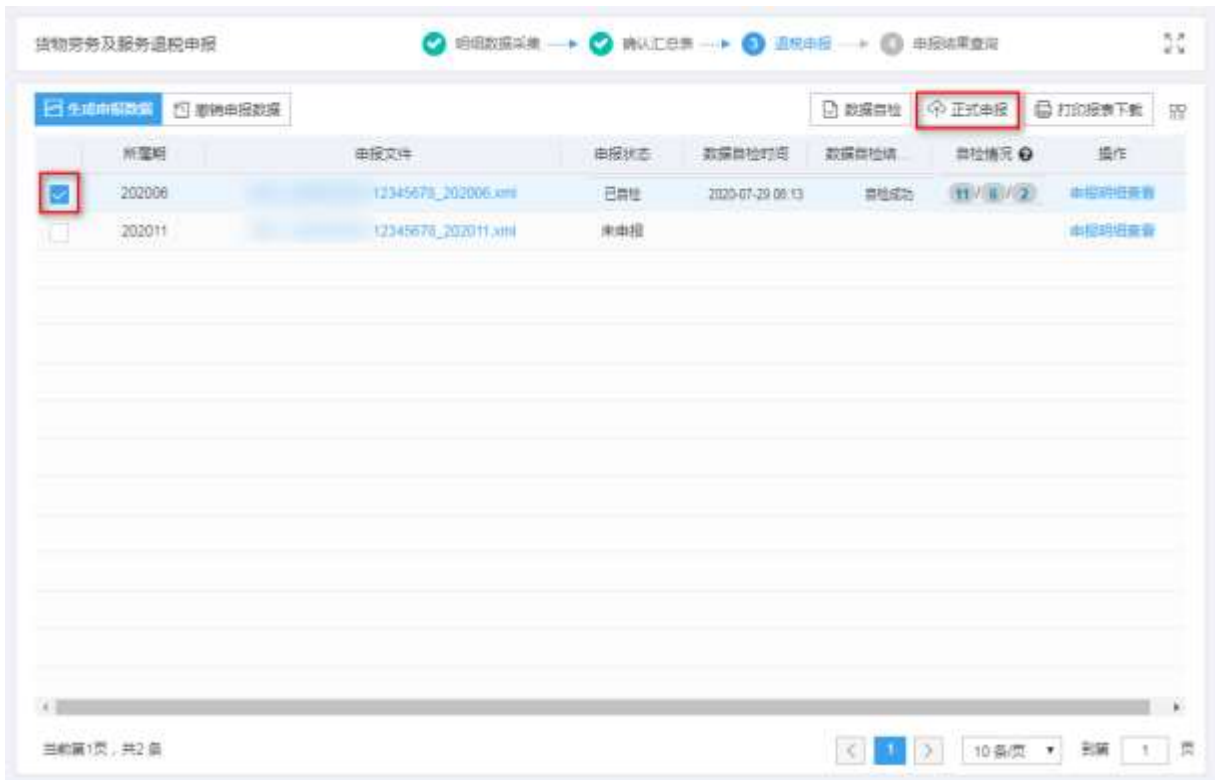 货物劳务及服务退税申报 明细数据采集 确认汇总表 3 退税申报 4 申报结果查询
生成申报数据 撤销申报数据 数据自检 正式申报 打印报表下载
所属期 申报文件 申报状态 数据自检时间 数据自检结... 自检情况 操作
202006 12345678_202006.xml 已自检 2020-07-29 08:13 自检成功 11 / 6 / 2 申报明细查看
202011 12345678_202011.xml 未申报 申报明细查看
当前第1页，共2 条 1 10 条/页 到第 1 页